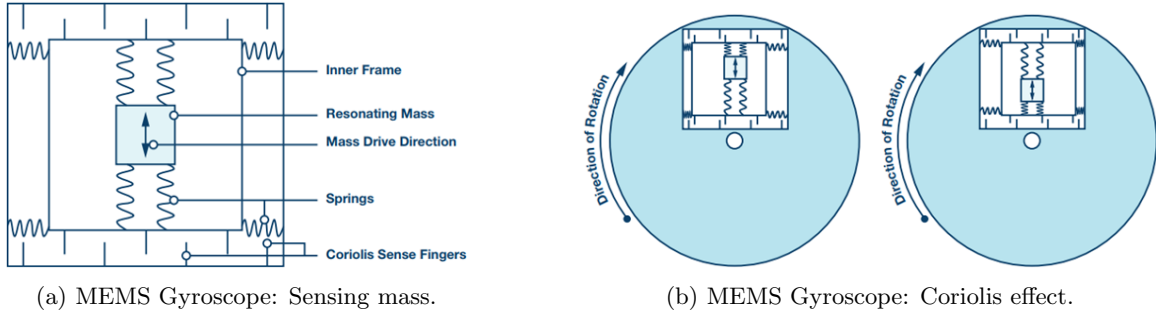 Inner Frame
Resonating Mass
Mass Drive Direction
Springs
Coriolis Sense Fingers
(a) MEMS Gyroscope: Sensing mass.
Direction of Rotation
Direction of Rotation
(b) MEMS Gyroscope: Coriolis effect.